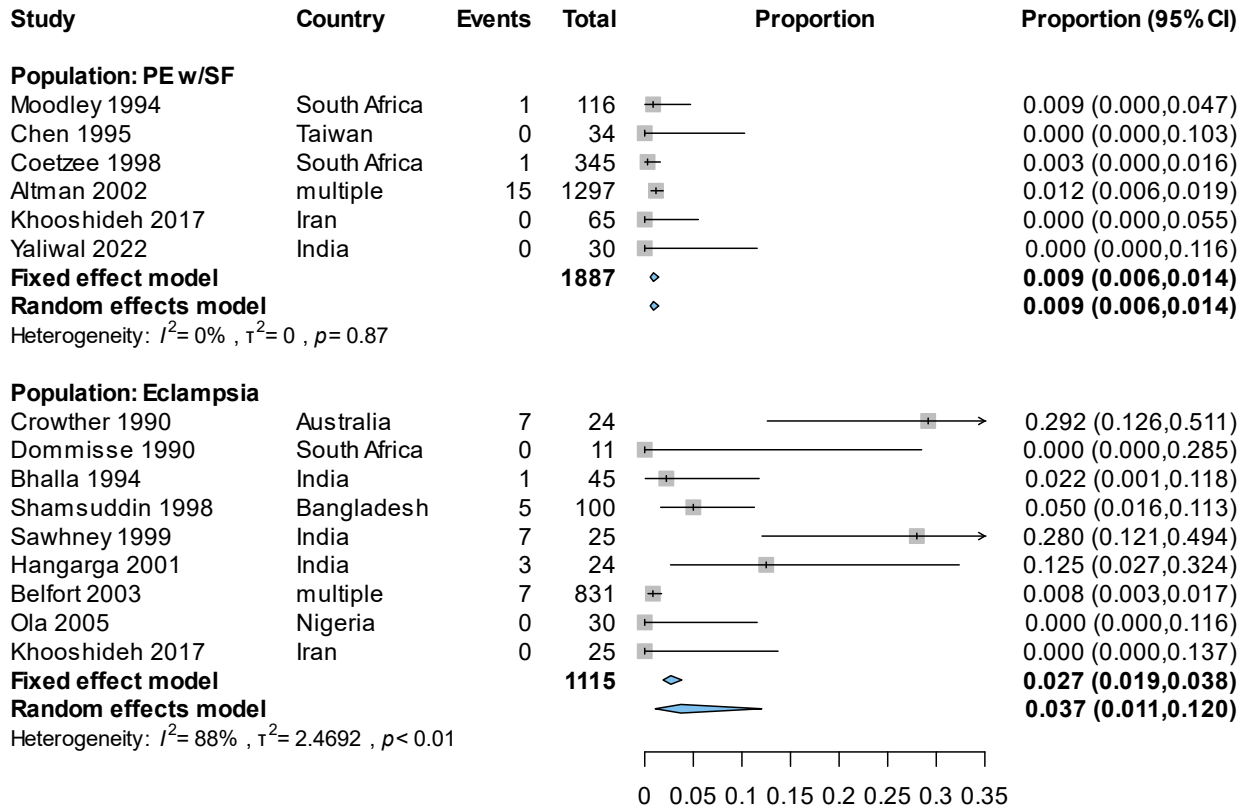 Study Country Events Total Proportion Proportion (95% CI)
Population: PE w/SF
Moodley 1994 South Africa 1 116 0.009 (0.000,0.047)
Chen 1995 Taiwan 0 34 0.000 (0.000,0.103)
Coetzee 1998 South Africa 1 345 0.003 (0.000,0.016)
Altman 2002 multiple 15 1297 0.012 (0.006,0.019)
Khooshideh 2017 Iran 0 65 0.000 (0.000,0.055)
Yaliwal 2022 India 0 30 0.000 (0.000,0.116)
Fixed effect model 1887 0.009 (0.006,0.014)
Random effects model 0.009 (0.006,0.014)
Heterogeneity: I²= 0% , τ²= 0 , p= 0.87
Population: Eclampsia
Crowther 1990 Australia 7 24 0.292 (0.126,0.511)
Dommisse 1990 South Africa 0 11 0.000 (0.000,0.285)
Bhalla 1994 India 1 45 0.022 (0.001,0.118)
Shamsuddin 1998 Bangladesh 5 100 0.050 (0.016,0.113)
Sawhney 1999 India 7 25 0.280 (0.121,0.494)
Hangarga 2001 India 3 24 0.125 (0.027,0.324)
Belfort 2003 multiple 7 831 0.008 (0.003,0.017)
Ola 2005 Nigeria 0 30 0.000 (0.000,0.116)
Khooshideh 2017 Iran 0 25 0.000 (0.000,0.137)
Fixed effect model 1115 0.027 (0.019,0.038)
Random effects model 0.037 (0.011,0.120)
Heterogeneity: I²= 88% , τ²= 2.4692 , p< 0.01
0 0.05 0.1 0.15 0.2 0.25 0.3 0.35